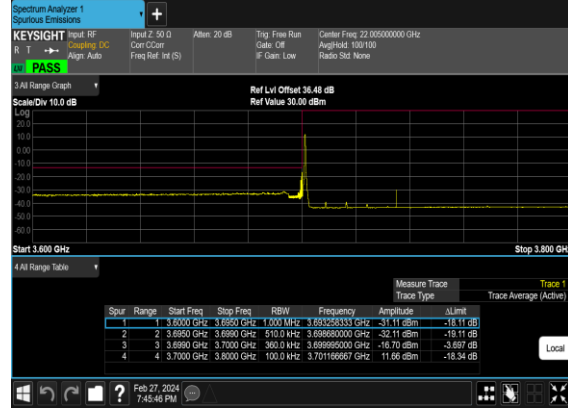 Spectrum Analyzer 1
Spurious Emissions
+
KEYSIGHT Input: RF Input Z: 50 Ω Atten: 20 dB Trig: Free Run Center Freq: 22.005000000 GHz
R T Coupling: DC Corr CCorr Gate: Off Avg|Hold: 100/100
Align: Auto Freq Ref: Int (S) IF Gain: Low Radio Std: None
PASS
3 All Range Graph Ref Lvl Offset 36.48 dB
Scale/Div 10.0 dB Ref Value 30.00 dBm
Log
20.0
10.0
0.00
-10.0
-20.0
-30.0
-40.0
-50.0
-60.0
Start 3.600 GHz Stop 3.800 GH
4 All Range Table
Measure Trace Trace 1
Trace Type Trace Average (Active)
Spur Range Start Freq Stop Freq RBW Frequency Amplitude ΔLimit
1 1 3.6000 GHz 3.6950 GHz 1.000 MHz 3.693258333 GHz -31.11 dBm -18.11 dB
2 2 3.6950 GHz 3.6990 GHz 510.0 kHz 3.698680000 GHz -32.11 dBm -19.11 dB
3 3 3.6990 GHz 3.7000 GHz 360.0 kHz 3.699995000 GHz -16.70 dBm -3.697 dB
4 4 3.7000 GHz 3.8000 GHz 100.0 kHz 3.701166667 GHz 11.66 dBm -18.34 dB
Local
? Feb 27, 2024
7:45:46 PM